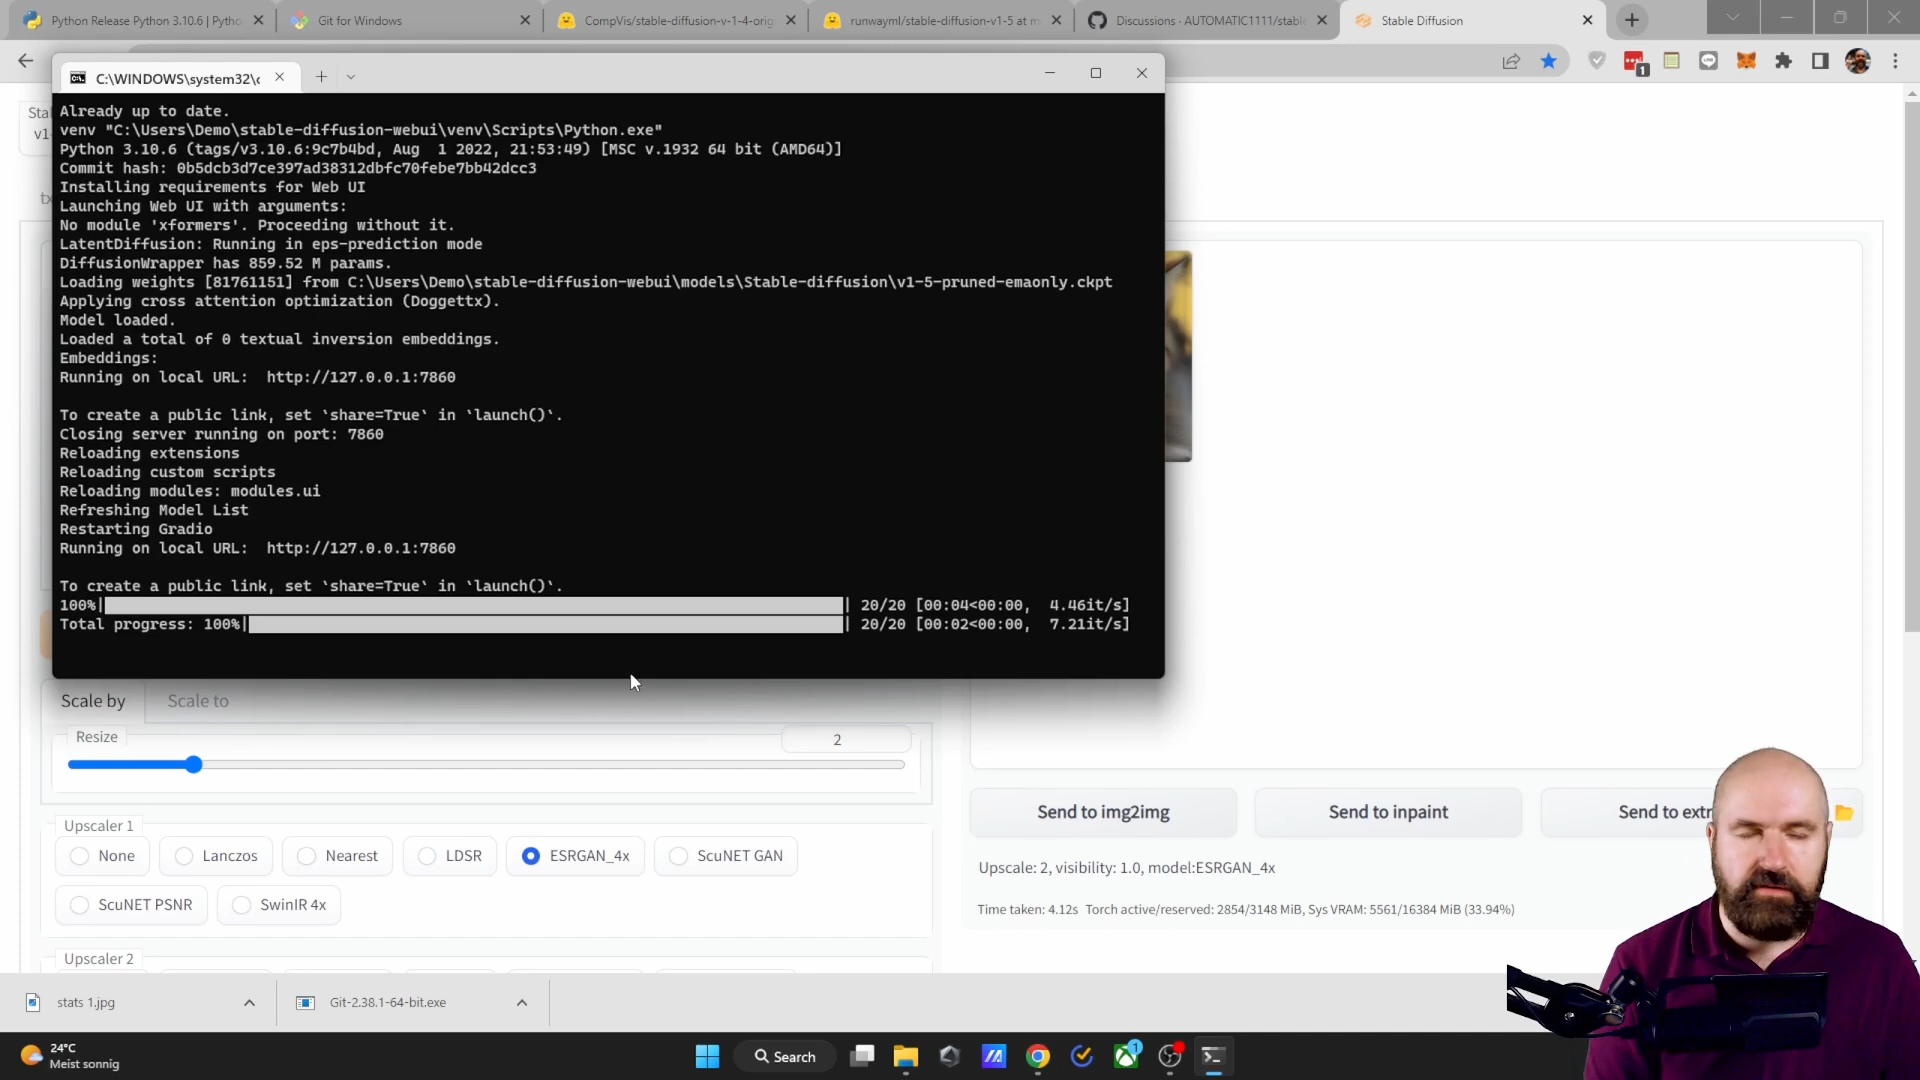 Python Release Python 3.10.6 | Pytho
Git for Windows
CompVis/stable-diffusion-v-1-4-orig
runwayml/stable-diffusion-v1-5 at m
Discussions · AUTOMATIC1111/stable
Stable Diffusion
1
C:\WINDOWS\system32\c
Already up to date.
venv "C:\Users\Demo\stable-diffusion-webui\venv\Scripts\Python.exe"
Python 3.10.6 (tags/v3.10.6:9c7b4bd, Aug  1 2022, 21:53:49) [MSC v.1932 64 bit (AMD64)]
Commit hash: 0b5dcb3d7ce397ad38312dbfc70febe7bb42dcc3
Installing requirements for Web UI
Launching Web UI with arguments:
No module 'xformers'. Proceeding without it.
LatentDiffusion: Running in eps-prediction mode
DiffusionWrapper has 859.52 M params.
Loading weights [81761151] from C:\Users\Demo\stable-diffusion-webui\models\Stable-diffusion\v1-5-pruned-emaonly.ckpt
Applying cross attention optimization (Doggettx).
Model loaded.
Loaded a total of 0 textual inversion embeddings.
Embeddings:
Running on local URL:  http://127.0.0.1:7860
To create a public link, set `share=True` in `launch()`.
Closing server running on port: 7860
Reloading extensions
Reloading custom scripts
Reloading modules: modules.ui
Refreshing Model List
Restarting Gradio
Running on local URL:  http://127.0.0.1:7860
To create a public link, set `share=True` in `launch()`.
100%| | 20/20 [00:04<00:00,  4.46it/s]
Total progress: 100%| | 20/20 [00:02<00:00,  7.21it/s]
Sta
v1-
Scale by
Scale to
Resize
2
Upscaler 1
None
Lanczos
Nearest
LDSR
ESRGAN_4x
ScuNET GAN
ScuNET PSNR
SwinIR 4x
Upscaler 2
Send to img2img
Send to inpaint
Send to extr
Upscale: 2, visibility: 1.0, model:ESRGAN_4x
Time taken: 4.12s Torch active/reserved: 2854/3148 MiB, Sys VRAM: 5561/16384 MiB (33.94%)
stats 1.jpg
Git-2.38.1-64-bit.exe
24°C
Meist sonnig
Search
1